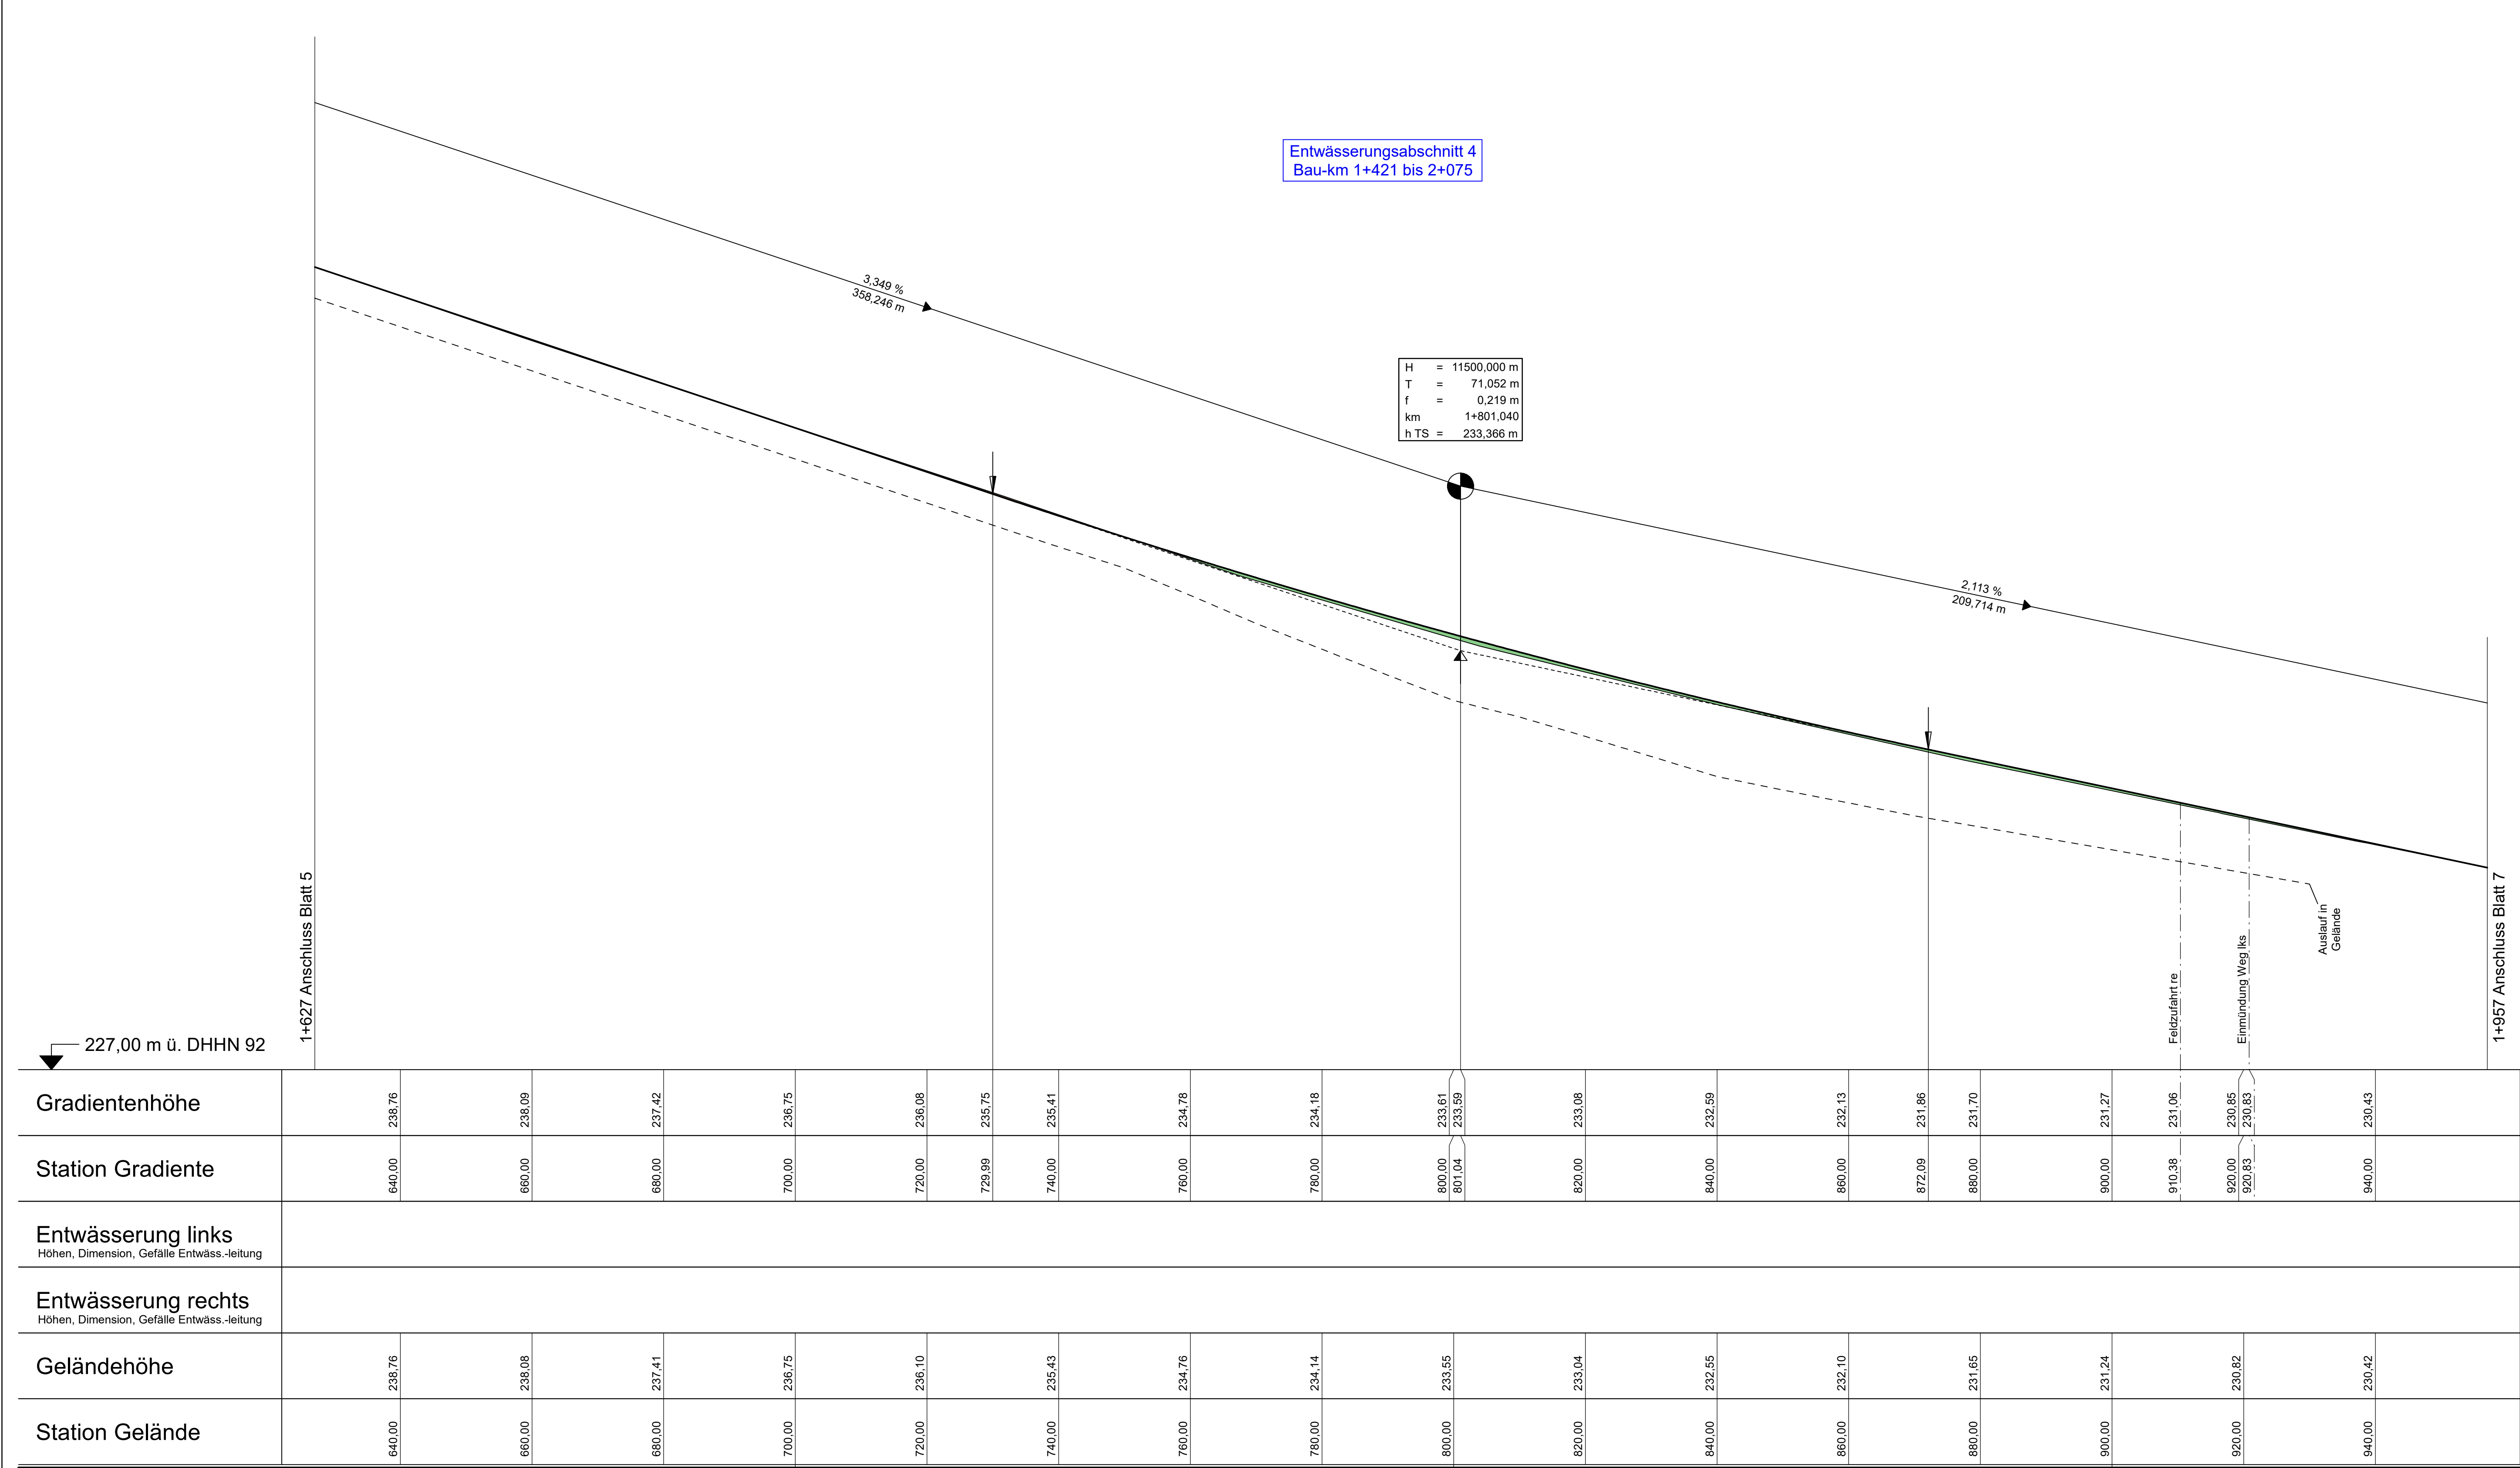 Entwässerungsabschnitt 4
Bau-km 1+421 bis 2+075
3,349 %
358,246 m
H = 11500,000 m
T = 71,052 m
f = 0,219 m
km 1+801,040
h TS = 233,366 m
2,113 %
209,714 m
1+627 Anschluss Blatt 5
Feldzufahrt re
Einmündung Weg lks
Auslauf in
Gelände
1+957 Anschluss Blatt 7
227,00 m ü. DHHN 92
Gradientenhöhe 238,76 238,09 237,42 236,75 236,08 235,75 235,41 234,78 234,18 233,61 233,59 233,08 232,59 232,13 231,86 231,70 231,27 231,06 230,85 230,83 230,43
Station Gradiente 640,00 660,00 680,00 700,00 720,00 729,99 740,00 760,00 780,00 800,00 801,04 820,00 840,00 860,00 872,09 880,00 900,00 910,38 920,00 920,83 940,00
Entwässerung links
Höhen, Dimension, Gefälle Entwäss.-leitung
Entwässerung rechts
Höhen, Dimension, Gefälle Entwäss.-leitung
Geländehöhe 238,76 238,08 237,41 236,75 236,10 235,43 234,76 234,14 233,55 233,04 232,55 232,10 231,65 231,24 230,82 230,42
Station Gelände 640,00 660,00 680,00 700,00 720,00 740,00 760,00 780,00 800,00 820,00 840,00 860,00 880,00 900,00 920,00 940,00